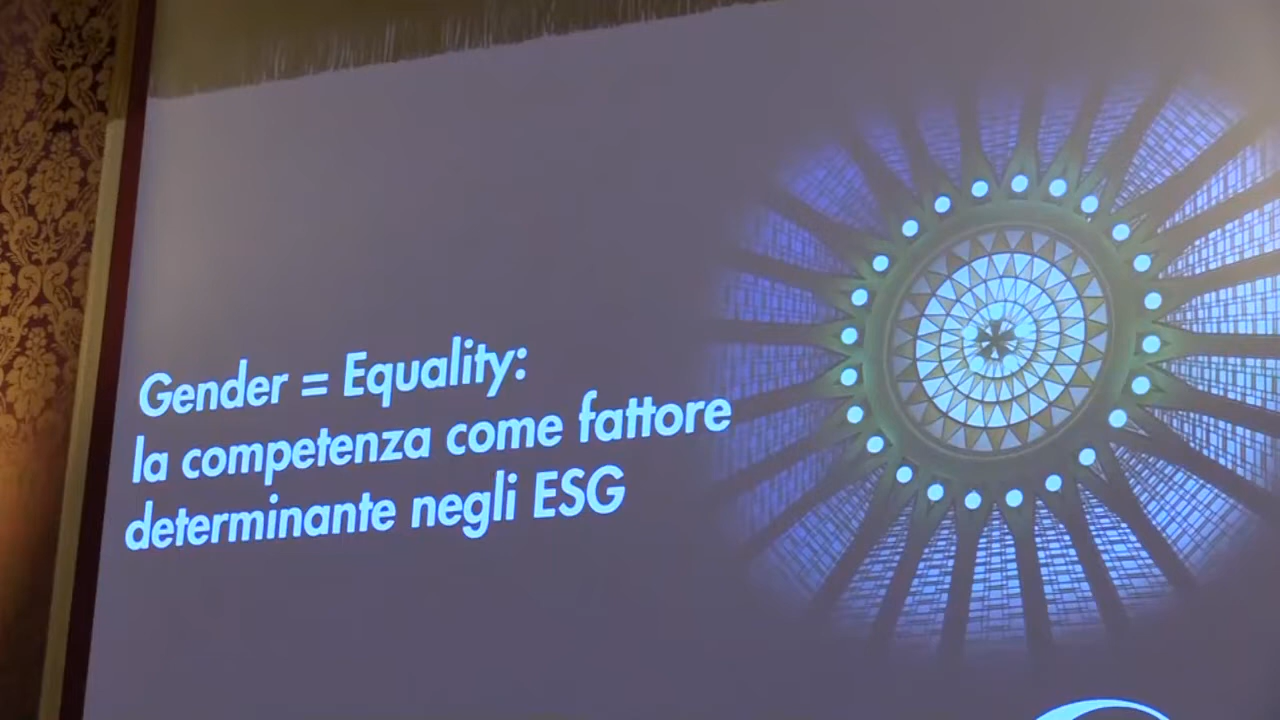 Gender = Equality:
la competenza come fattore
determinante negli ESG